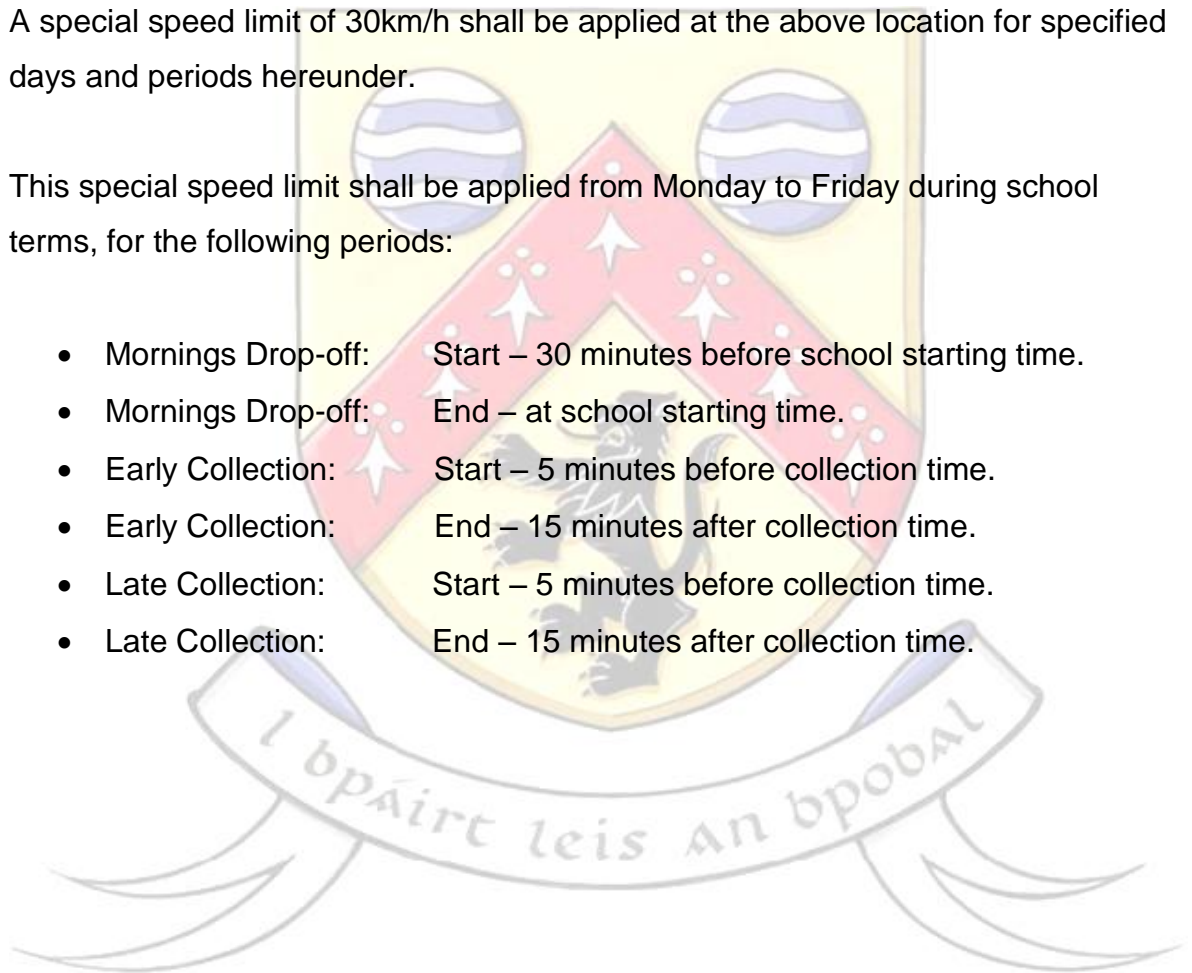 A special speed limit of 30km/h shall be applied at the above location for specified
days and periods hereunder.
This special speed limit shall be applied from Monday to Friday during school
terms, for the following periods:
• Mornings Drop-off: Start – 30 minutes before school starting time.
• Mornings Drop-off: End – at school starting time.
• Early Collection: Start – 5 minutes before collection time.
• Early Collection: End – 15 minutes after collection time.
• Late Collection: Start – 5 minutes before collection time.
• Late Collection: End – 15 minutes after collection time.
I bpáirt leis an bpobal